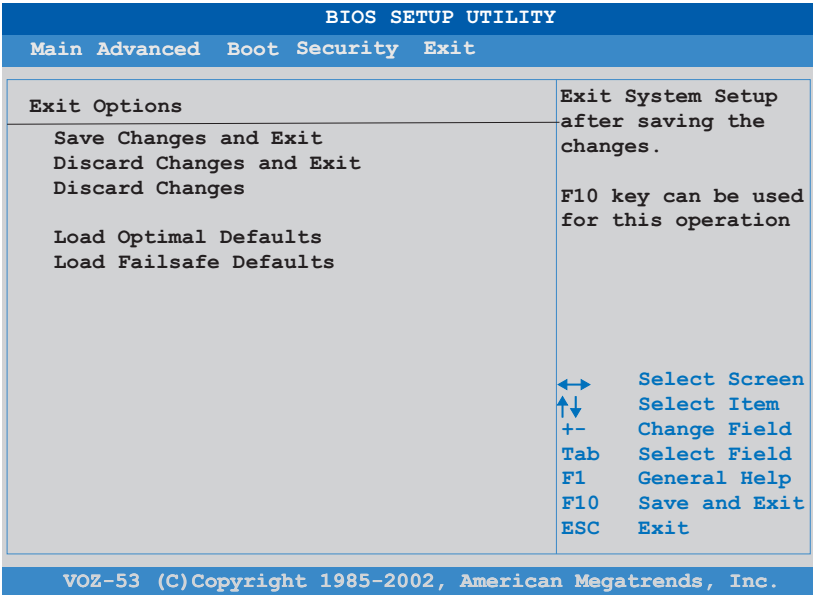 BIOS SETUP UTILITY
Main Advanced Boot Security Exit
Exit Options
Save Changes and Exit
Discard Changes and Exit
Discard Changes
Load Optimal Defaults
Load Failsafe Defaults
Exit System Setup
after saving the
changes.
F10 key can be used
for this operation
↔ Select Screen
↑↓ Select Item
+- Change Field
Tab Select Field
F1 General Help
F10 Save and Exit
ESC Exit
VOZ-53 (C)Copyright 1985-2002, American Megatrends, Inc.